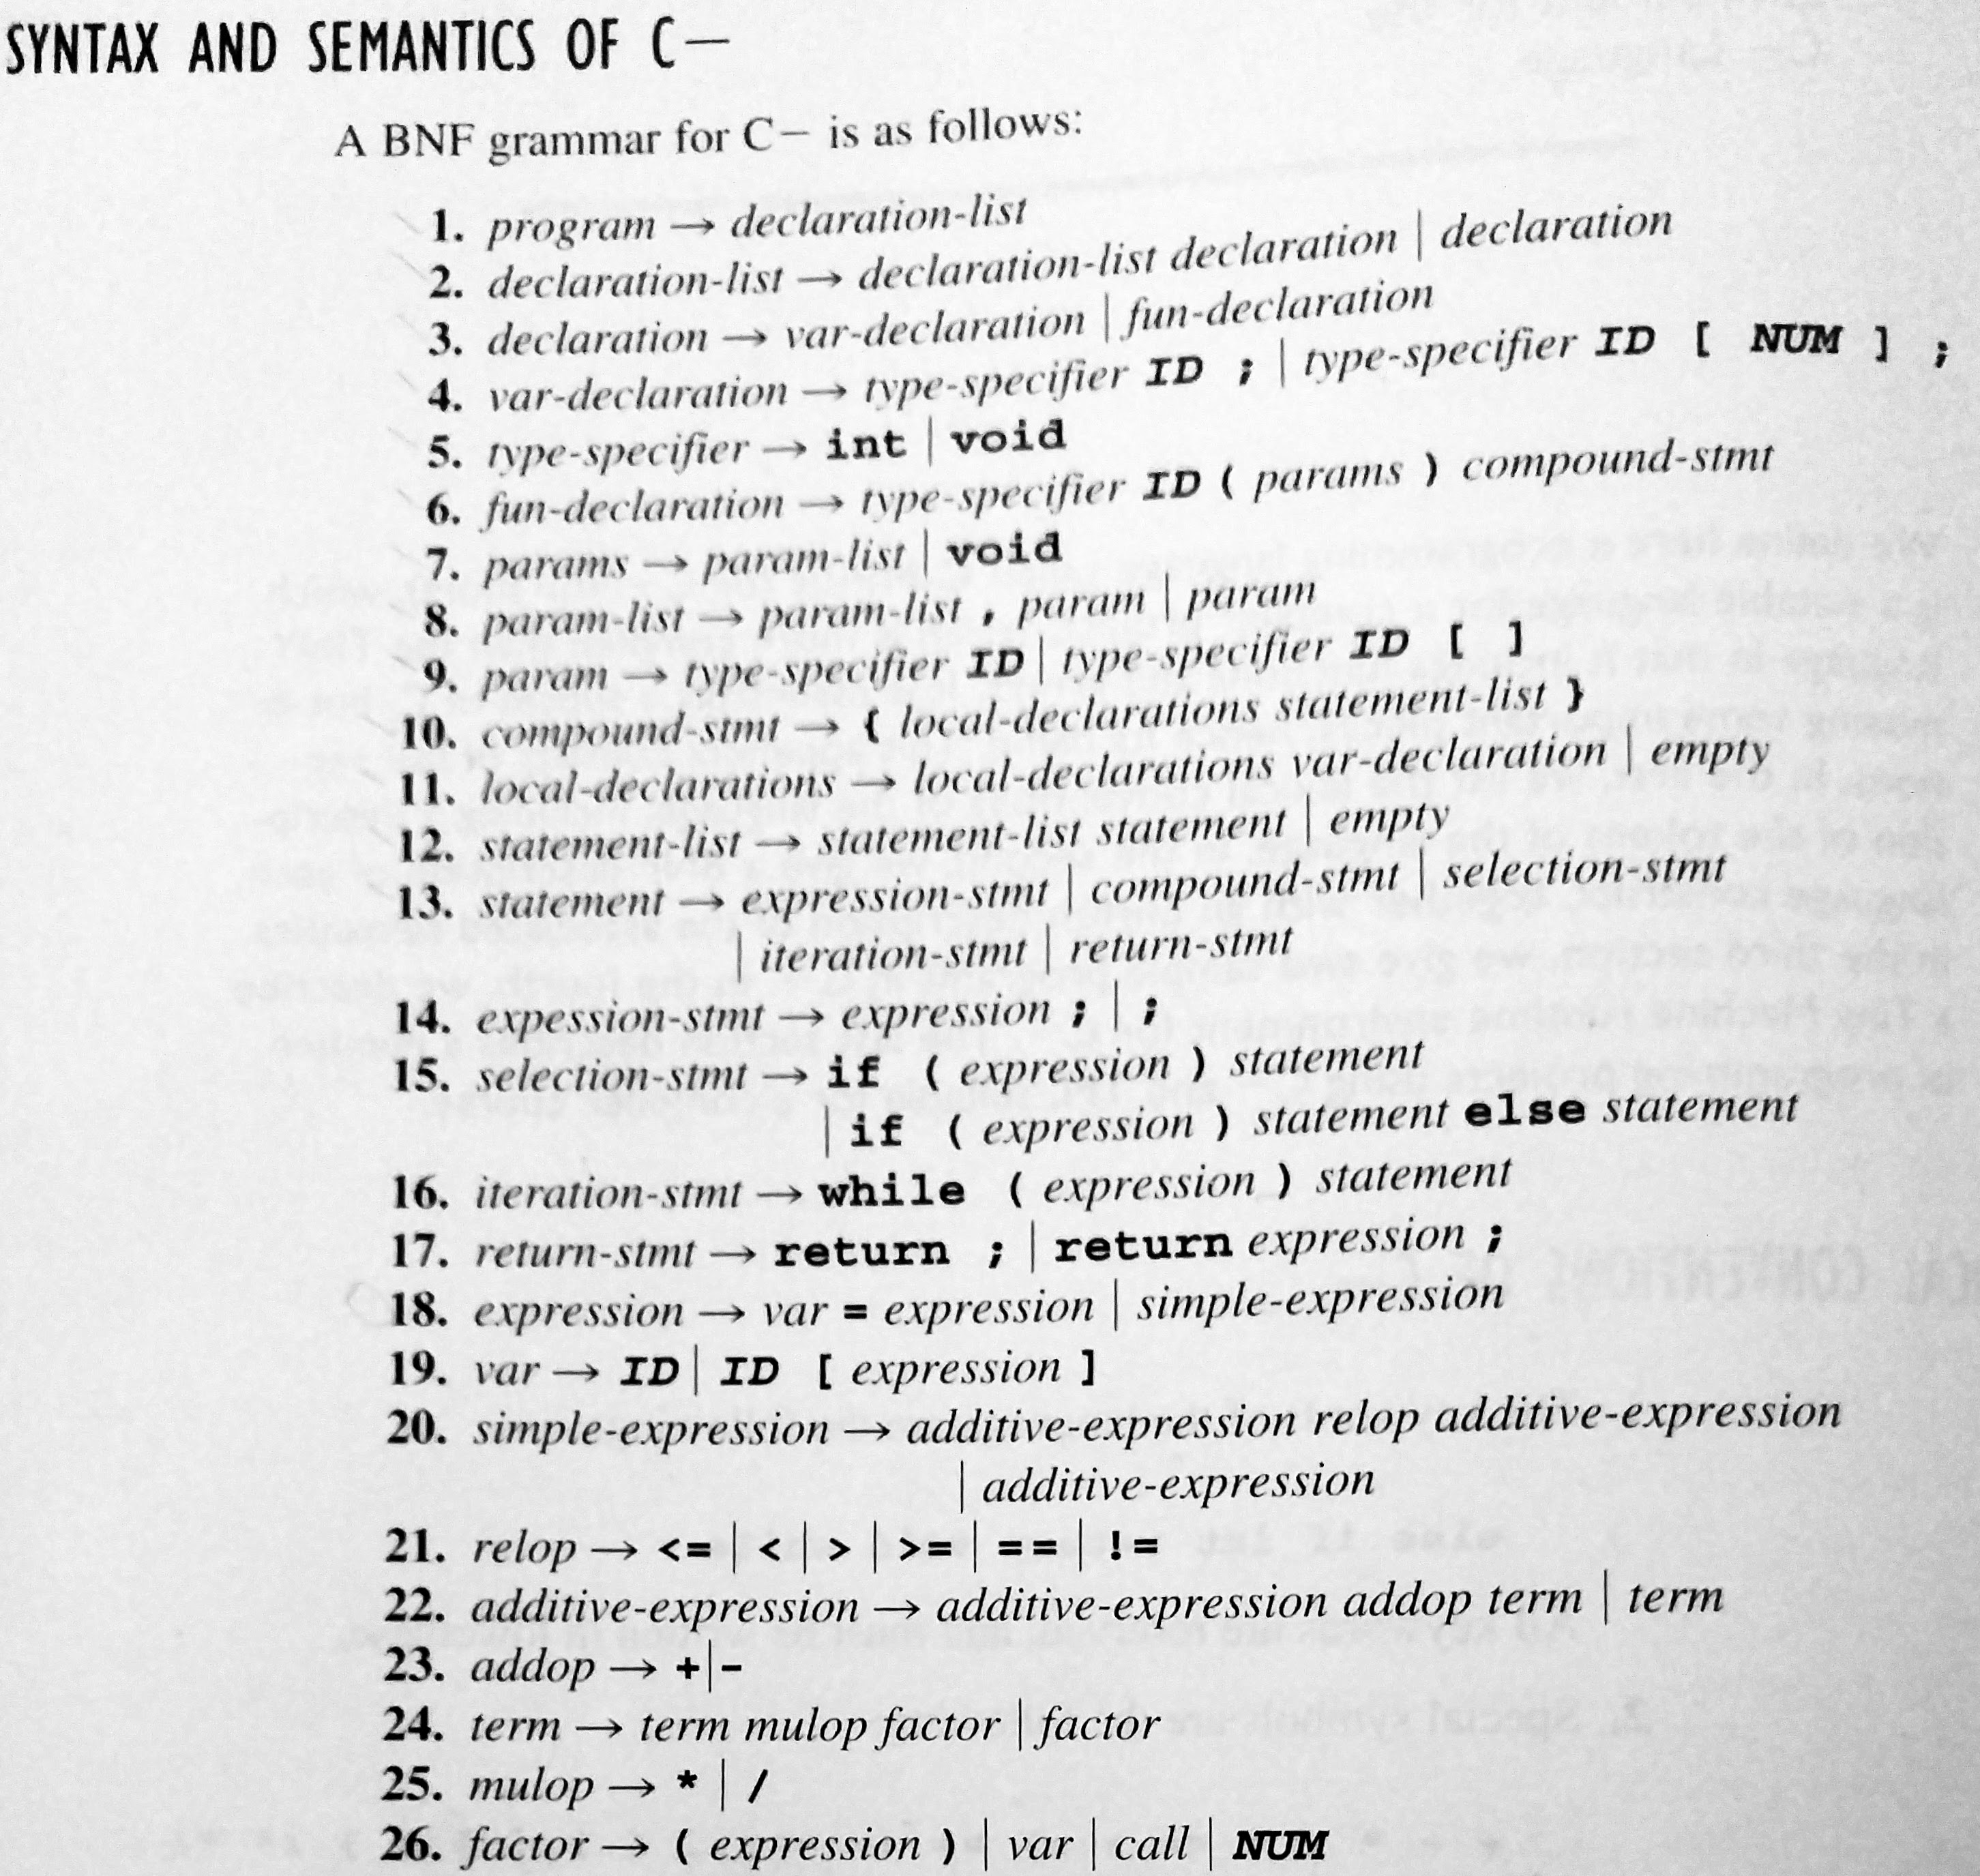 SYNTAX AND SEMANTICS OF C−
A BNF grammar for C− is as follows:
1. program → declaration-list
2. declaration-list → declaration-list declaration | declaration
3. declaration → var-declaration | fun-declaration
4. var-declaration → type-specifier ID ; | type-specifier ID [ NUM ] ;
5. type-specifier → int | void
6. fun-declaration → type-specifier ID ( params ) compound-stmt
7. params → param-list | void
8. param-list → param-list , param | param
9. param → type-specifier ID | type-specifier ID [ ]
10. compound-stmt → { local-declarations statement-list }
11. local-declarations → local-declarations var-declaration | empty
12. statement-list → statement-list statement | empty
13. statement → expression-stmt | compound-stmt | selection-stmt
| iteration-stmt | return-stmt
14. expession-stmt → expression ; | ;
15. selection-stmt → if ( expression ) statement
| if ( expression ) statement else statement
16. iteration-stmt → while ( expression ) statement
17. return-stmt → return ; | return expression ;
18. expression → var = expression | simple-expression
19. var → ID | ID [ expression ]
20. simple-expression → additive-expression relop additive-expression
| additive-expression
21. relop → <= | < | > | >= | == | !=
22. additive-expression → additive-expression addop term | term
23. addop → + | -
24. term → term mulop factor | factor
25. mulop → * | /
26. factor → ( expression ) | var | call | NUM